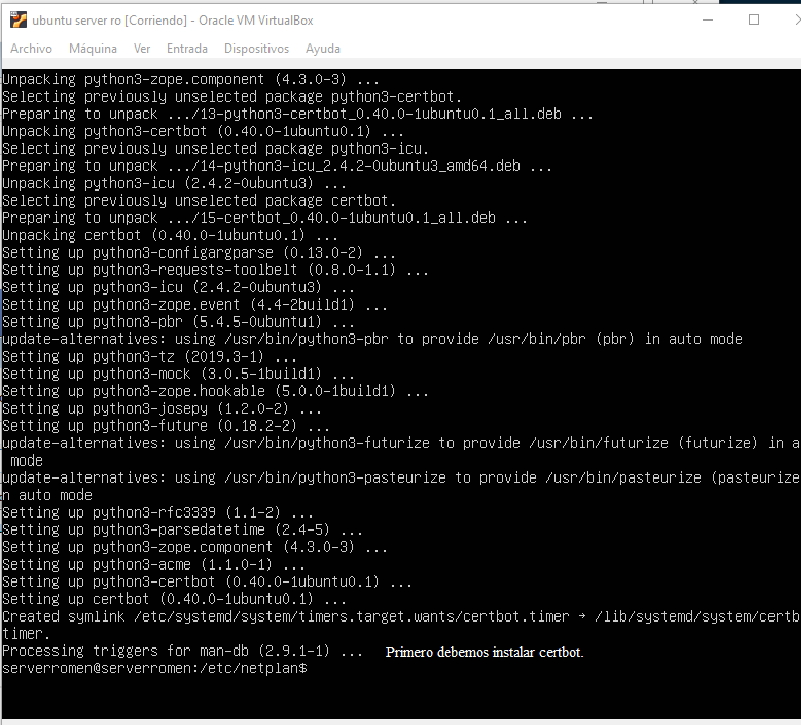 ubuntu server ro [Corriendo] - Oracle VM VirtualBox
Archivo Máquina Ver Entrada Dispositivos Ayuda
Unpacking python3-zope.component (4.3.0-3) ...
Selecting previously unselected package python3-certbot.
Preparing to unpack .../13-python3-certbot_0.40.0-1ubuntu0.1_all.deb ...
Unpacking python3-certbot (0.40.0-1ubuntu0.1) ...
Selecting previously unselected package python3-icu.
Preparing to unpack .../14-python3-icu_2.4.2-0ubuntu3_amd64.deb ...
Unpacking python3-icu (2.4.2-0ubuntu3) ...
Selecting previously unselected package certbot.
Preparing to unpack .../15-certbot_0.40.0-1ubuntu0.1_all.deb ...
Unpacking certbot (0.40.0-1ubuntu0.1) ...
Setting up python3-configargparse (0.13.0-2) ...
Setting up python3-requests-toolbelt (0.8.0-1.1) ...
Setting up python3-icu (2.4.2-0ubuntu3) ...
Setting up python3-zope.event (4.4-2build1) ...
Setting up python3-pbr (5.4.5-0ubuntu1) ...
update-alternatives: using /usr/bin/python3-pbr to provide /usr/bin/pbr (pbr) in auto mode
Setting up python3-tz (2019.3-1) ...
Setting up python3-mock (3.0.5-1build1) ...
Setting up python3-zope.hookable (5.0.0-1build1) ...
Setting up python3-josepy (1.2.0-2) ...
Setting up python3-future (0.18.2-2) ...
update-alternatives: using /usr/bin/python3-futurize to provide /usr/bin/futurize (futurize) in a
mode
update-alternatives: using /usr/bin/python3-pasteurize to provide /usr/bin/pasteurize (pasteurize
n auto mode
Setting up python3-rfc3339 (1.1-2) ...
Setting up python3-parsedatetime (2.4-5) ...
Setting up python3-zope.component (4.3.0-3) ...
Setting up python3-acme (1.1.0-1) ...
Setting up python3-certbot (0.40.0-1ubuntu0.1) ...
Setting up certbot (0.40.0-1ubuntu0.1) ...
Created symlink /etc/systemd/system/timers.target.wants/certbot.timer → /lib/systemd/system/certb
timer.
Processing triggers for man-db (2.9.1-1) ... Primero debemos instalar certbot.
serverromen@serverromen:/etc/netplan$